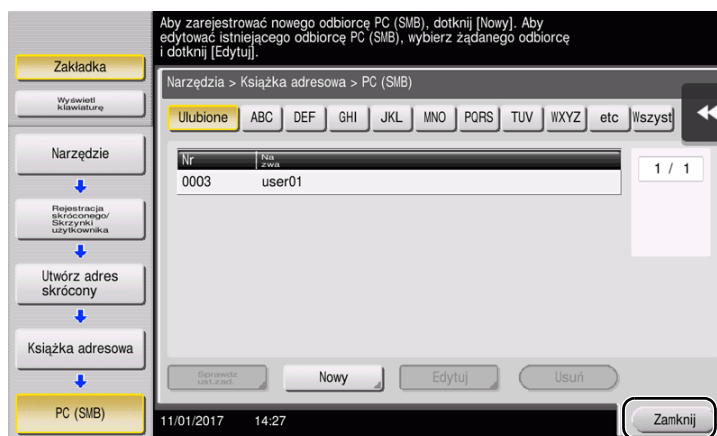 Aby zarejestrować nowego odbiorcę PC (SMB), dotknij [Nowy]. Aby
edytować istniejącego odbiorcę PC (SMB), wybierz żądanego odbiorcę
i dotknij [Edytuj].
Zakładka
Wyświetl
klawiaturę
Narzędzie
Rejestracja
skróconego/
Skrzynki
użytkownika
Utwórz adres
skrócony
Książka adresowa
PC (SMB)
Narzędzia > Książka adresowa > PC (SMB)
Ulubione ABC DEF GHI JKL MNO PQRS TUV WXYZ etc Wszyst
Nr Na
zwa
0003 user01
1 / 1
Sprawdź
ust.zad. Nowy Edytuj Usuń
11/01/2017 14:27 Zamknij